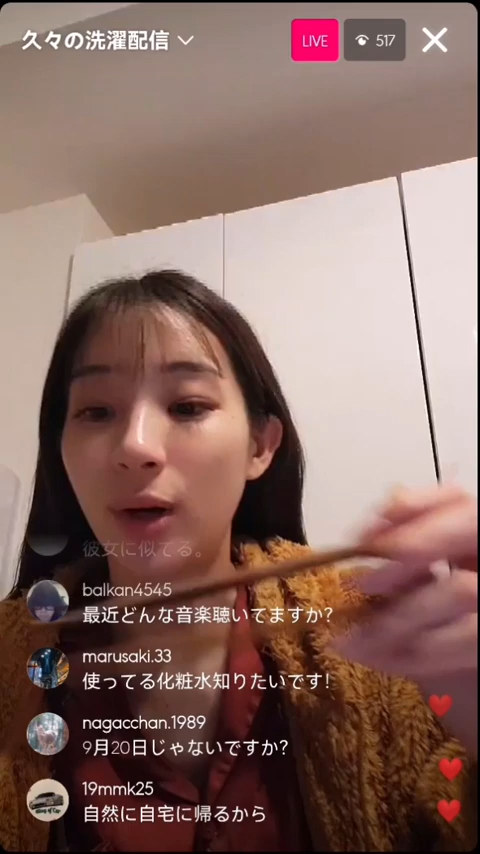 久々の洗濯配信
LIVE
517
彼女に似てる。
balkan4545
最近どんな音楽聴いてますか?
marusaki.33
使ってる化粧水知りたいです!
nagacchan.1989
9月20日じゃないですか?
19mmk25
自然に自宅に帰るから